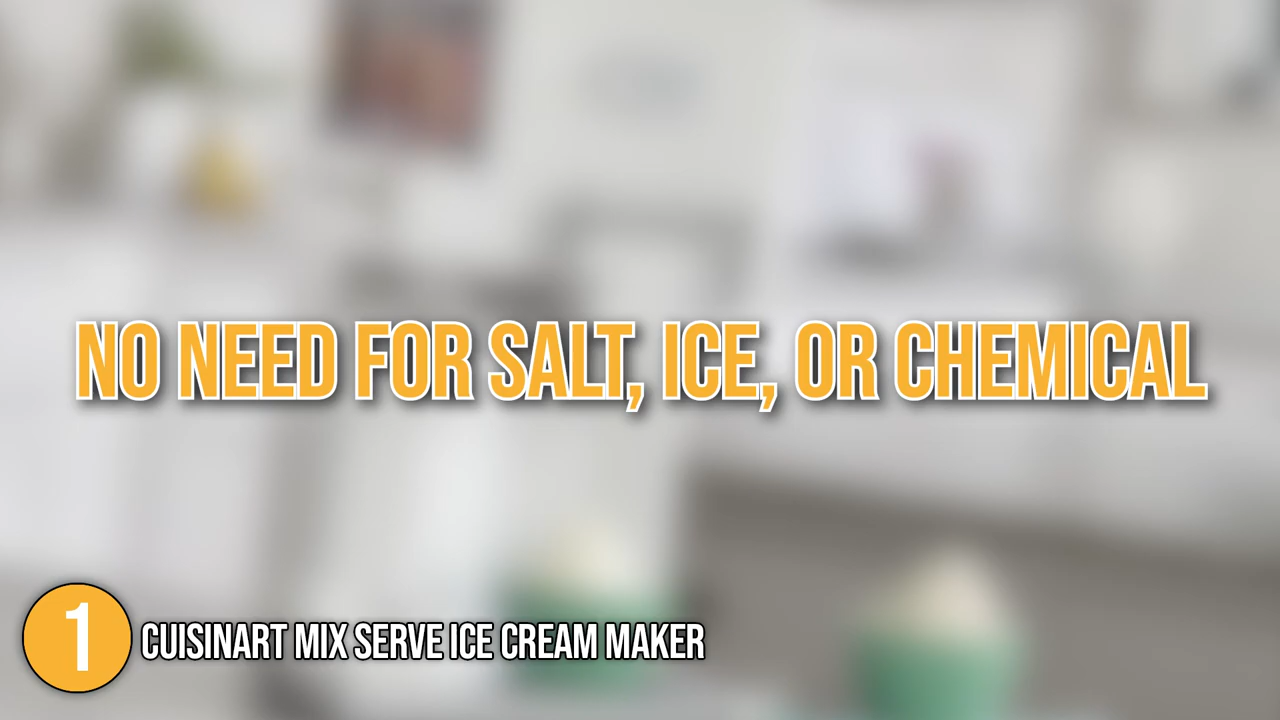 NO NEED FOR SALT, ICE, OR CHEMICAL
1
CUISINART MIX SERVE ICE CREAM MAKER